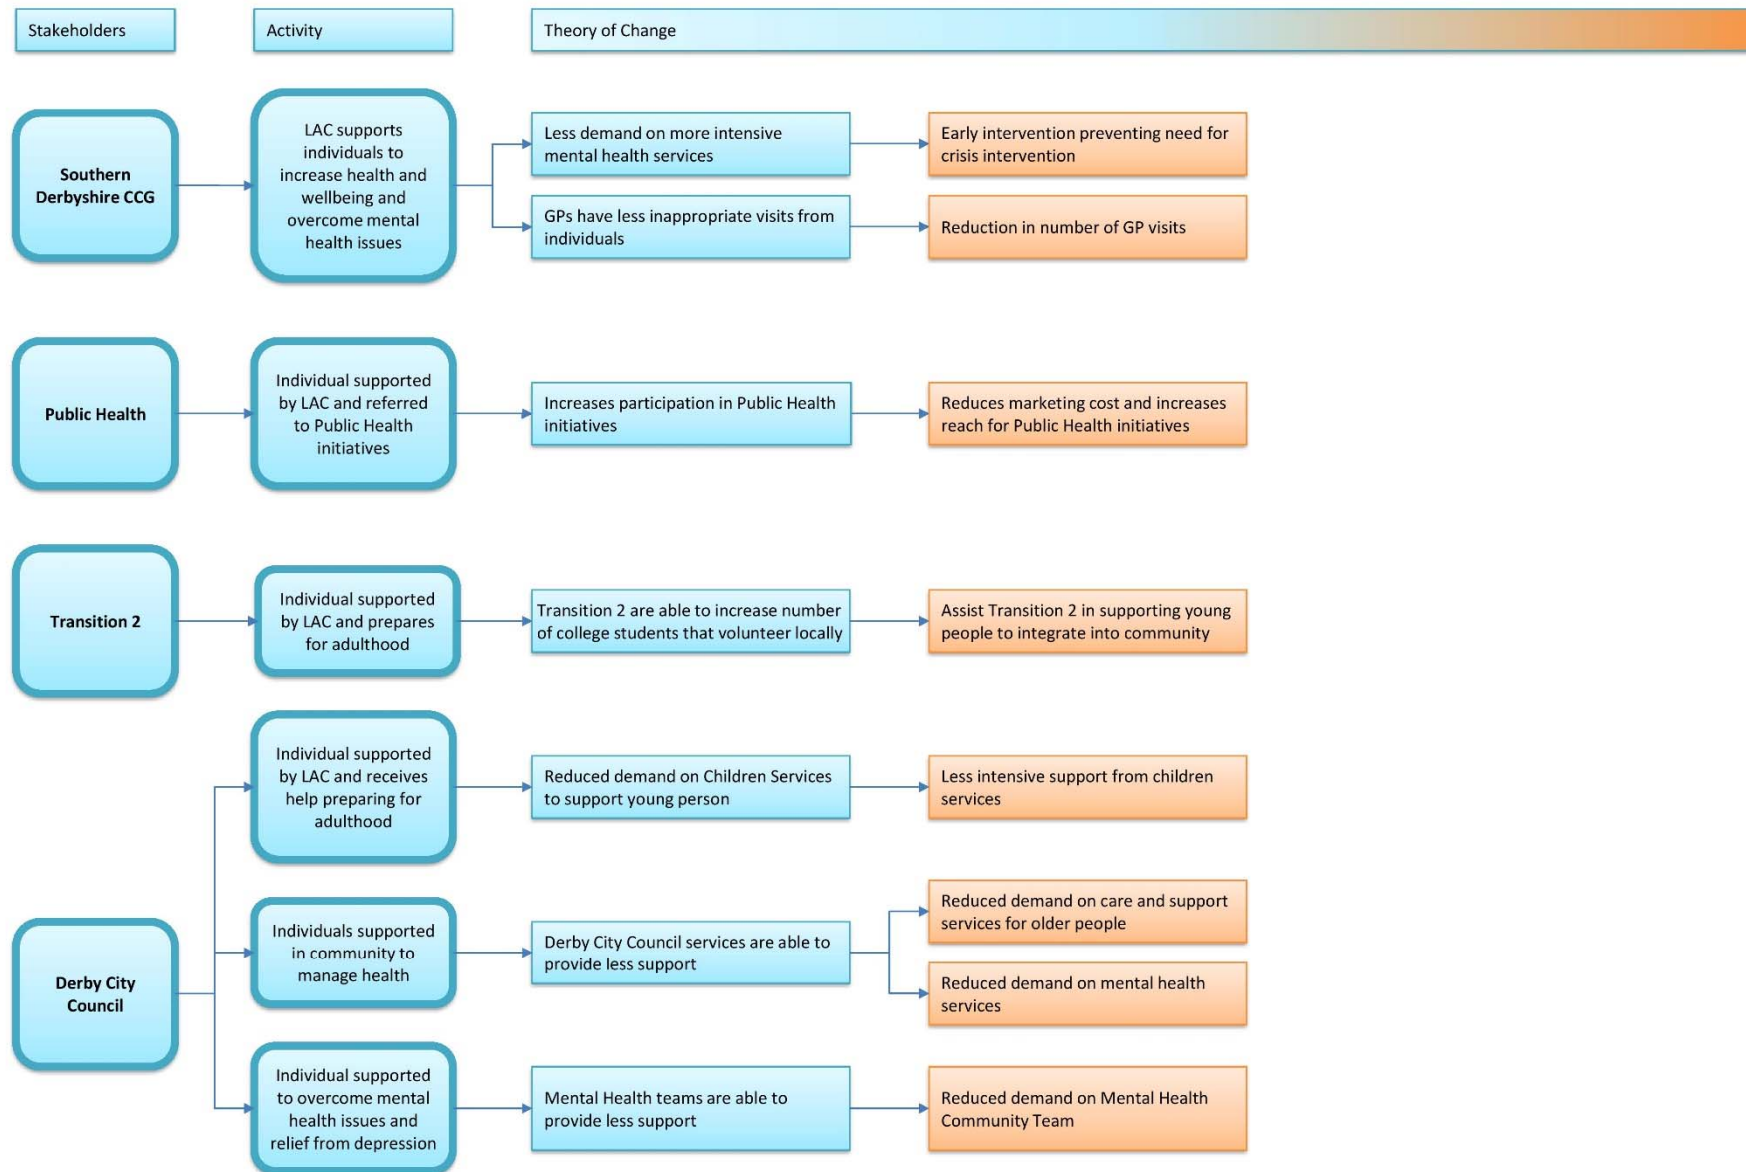 Stakeholders
Activity
Theory of Change
Southern
Derbyshire CCG
LAC supports
individuals to
increase health and
wellbeing and
overcome mental
health issues
Less demand on more intensive
mental health services
Early intervention preventing need for
crisis intervention
GPs have less inappropriate visits from
individuals
Reduction in number of GP visits
Public Health
Individual supported
by LAC and referred
to Public Health
initiatives
Increases participation in Public Health
initiatives
Reduces marketing cost and increases
reach for Public Health initiatives
Transition 2
Individual supported
by LAC and prepares
for adulthood
Transition 2 are able to increase number
of college students that volunteer locally
Assist Transition 2 in supporting young
people to integrate into community
Derby City
Council
Individual supported
by LAC and receives
help preparing for
adulthood
Reduced demand on Children Services
to support young person
Less intensive support from children
services
Individuals supported
in community to
manage health
Derby City Council services are able to
provide less support
Reduced demand on care and support
services for older people
Reduced demand on mental health
services
Individual supported
to overcome mental
health issues and
relief from depression
Mental Health teams are able to
provide less support
Reduced demand on Mental Health
Community Team